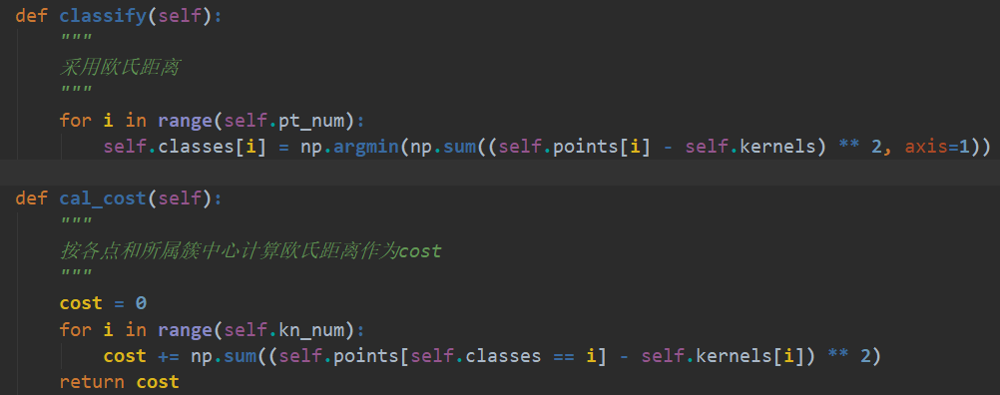 def classify(self):
    """
    采用欧氏距离
    """
    for i in range(self.pt_num):
        self.classes[i] = np.argmin(np.sum((self.points[i] - self.kernels) ** 2, axis=1))
def cal_cost(self):
    """
    按各点和所属簇中心计算欧氏距离作为cost
    """
    cost = 0
    for i in range(self.kn_num):
        cost += np.sum((self.points[self.classes == i] - self.kernels[i]) ** 2)
    return cost